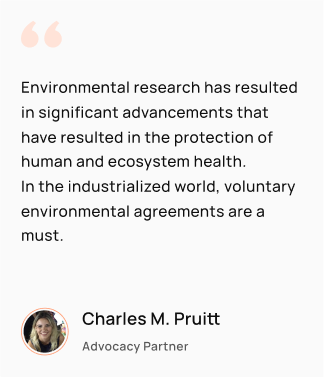 Environmental research has resulted
in significant advancements that
have resulted in the protection of
human and ecosystem health.
In the industrialized world, voluntary
environmental agreements are a
must.
Charles M. Pruitt
Advocacy Partner